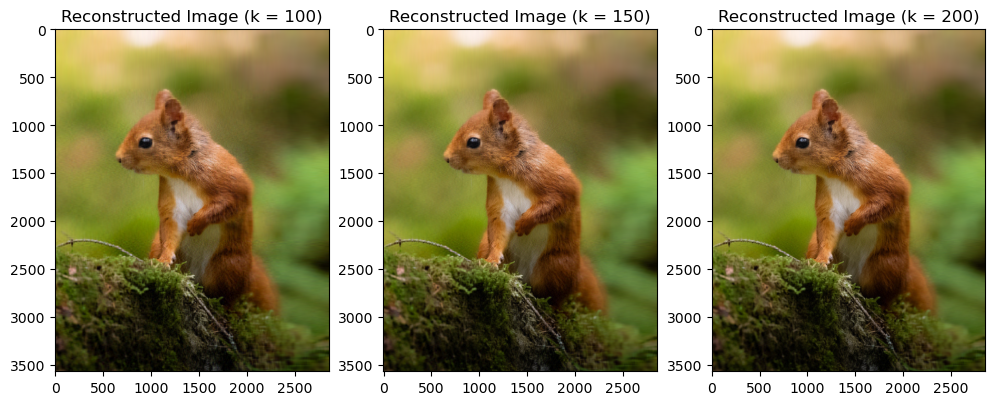 Reconstructed Image (k = 100)
Reconstructed Image (k = 150)
Reconstructed Image (k = 200)
0 0 0
500 500 500
1000 1000 1000
1500 1500 1500
2000 2000 2000
2500 2500 2500
3000 3000 3000
3500 3500 3500
0 500 1000 1500 2000 2500
0 500 1000 1500 2000 2500
0 500 1000 1500 2000 2500